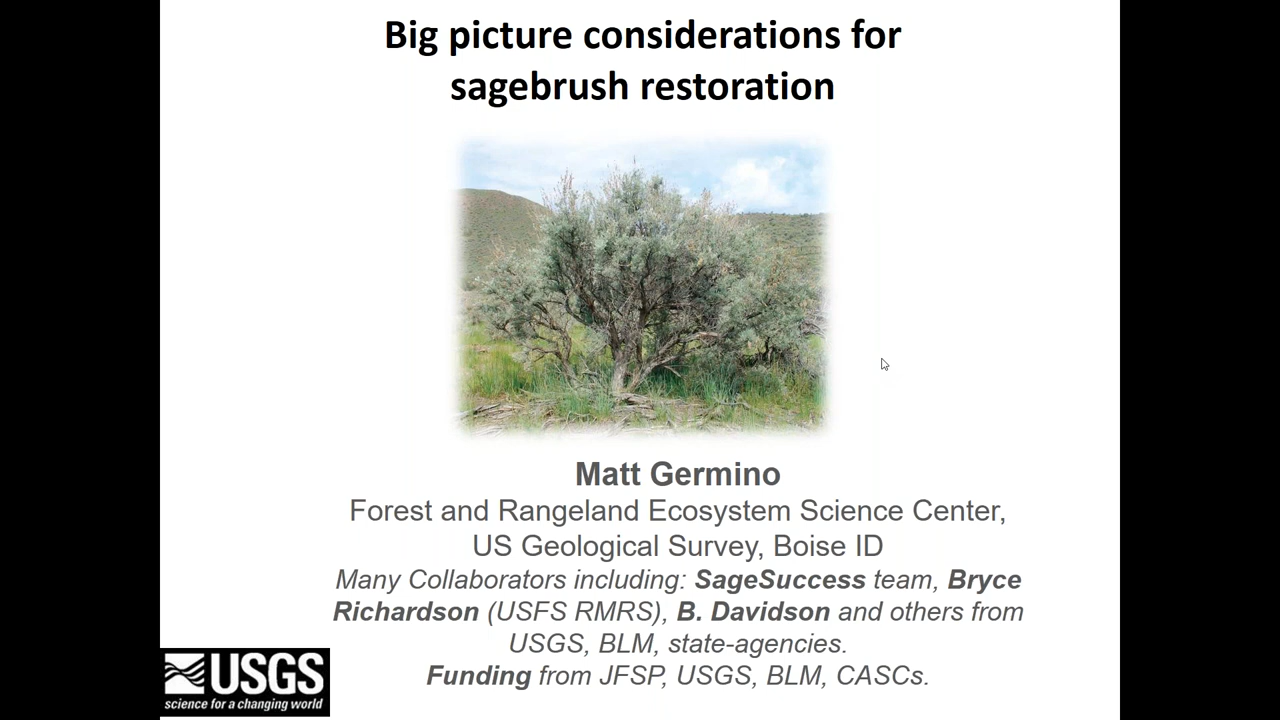 Big picture considerations for
sagebrush restoration
Matt Germino
Forest and Rangeland Ecosystem Science Center,
US Geological Survey, Boise ID
Many Collaborators including: SageSuccess team, Bryce
Richardson (USFS RMRS), B. Davidson and others from
USGS, BLM, state-agencies.
Funding from JFSP, USGS, BLM, CASCs.
USGS
science for a changing world